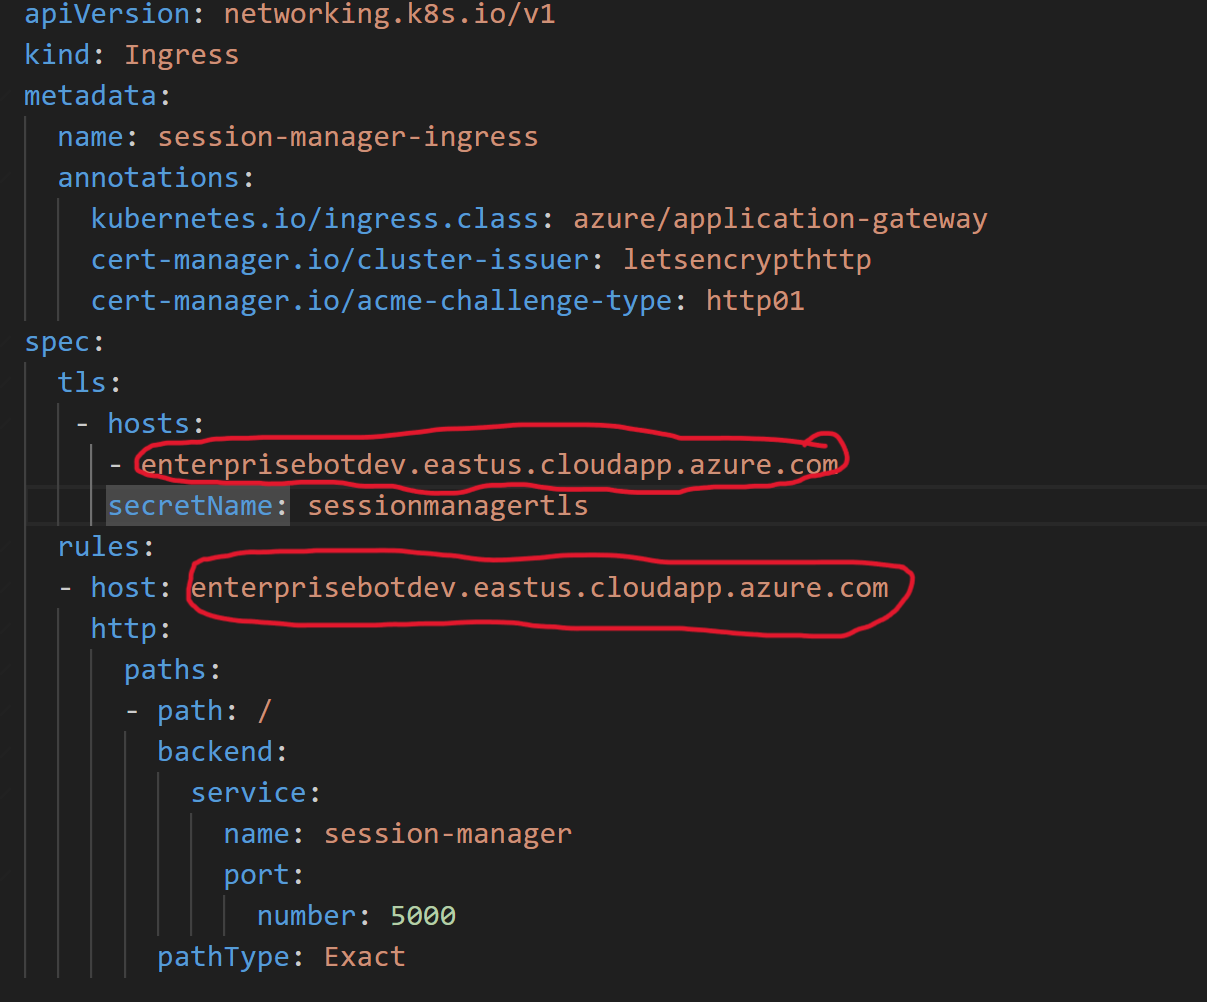 apiVersion: networking.k8s.io/v1
kind: Ingress
metadata:
  name: session-manager-ingress
  annotations:
    kubernetes.io/ingress.class: azure/application-gateway
    cert-manager.io/cluster-issuer: letsencrypthttp
    cert-manager.io/acme-challenge-type: http01
spec:
  tls:
   - hosts:
     - enterprisebotdev.eastus.cloudapp.azure.com
     secretName: sessionmanagertls
  rules:
  - host: enterprisebotdev.eastus.cloudapp.azure.com
    http:
      paths:
      - path: /
        backend:
          service:
            name: session-manager
            port:
              number: 5000
        pathType: Exact